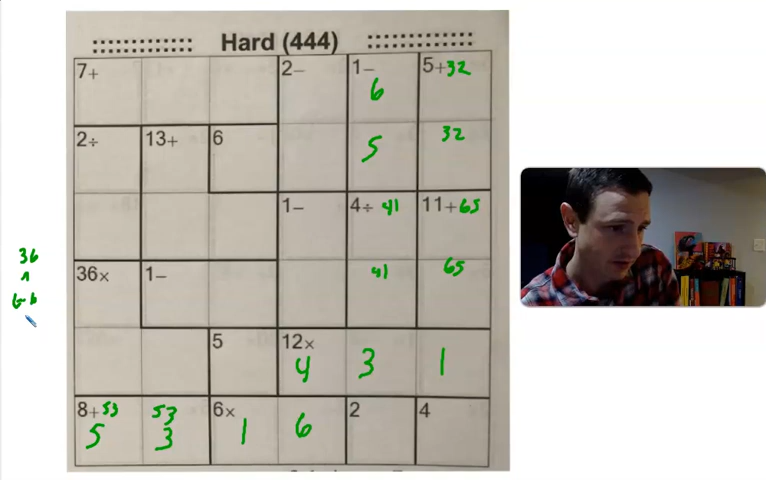 Hard (444)
7+ 2− 1− 5+ 32
6
2÷ 13+ 6 5 32
1− 4÷ 41 11+ 65
36× 1− 41 65
36
6·6
5 12×
4 3 1
8+ 53 53 6× 2 4
5 3 1 6